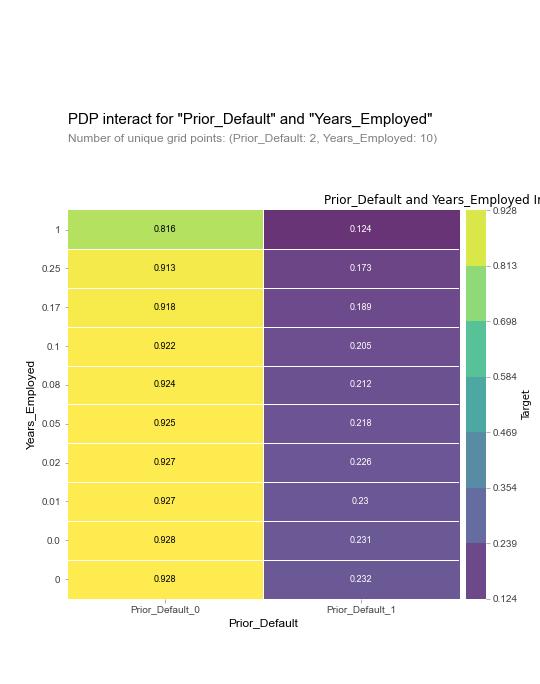 PDP interact for "Prior_Default" and "Years_Employed"
Number of unique grid points: (Prior_Default: 2, Years_Employed: 10)
Prior_Default and Years_Employed In
0.928
1 0.816 0.124
0.813
0.25 0.913 0.173
0.17 0.918 0.189
0.698
0.1 0.922 0.205
0.584
0.08 0.924 0.212
Target
Years_Employed
0.05 0.925 0.218
0.469
0.02 0.927 0.226
0.354
0.01 0.927 0.23
0.0 0.928 0.231
0.239
0 0.928 0.232
0.124
Prior_Default_0 Prior_Default_1
Prior_Default